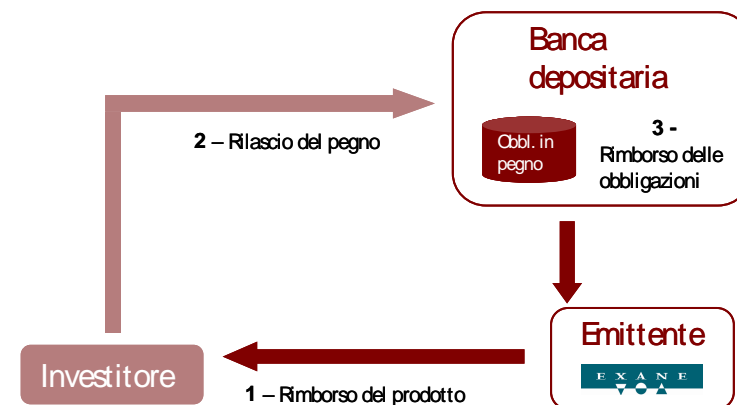 Banca
depositaria
Obbl. in
pegno
3 -
Rimborso delle
obbligazioni
2 – Rilascio del pegno
Emittente
EXANE
Investitore
1 – Rimborso del prodotto